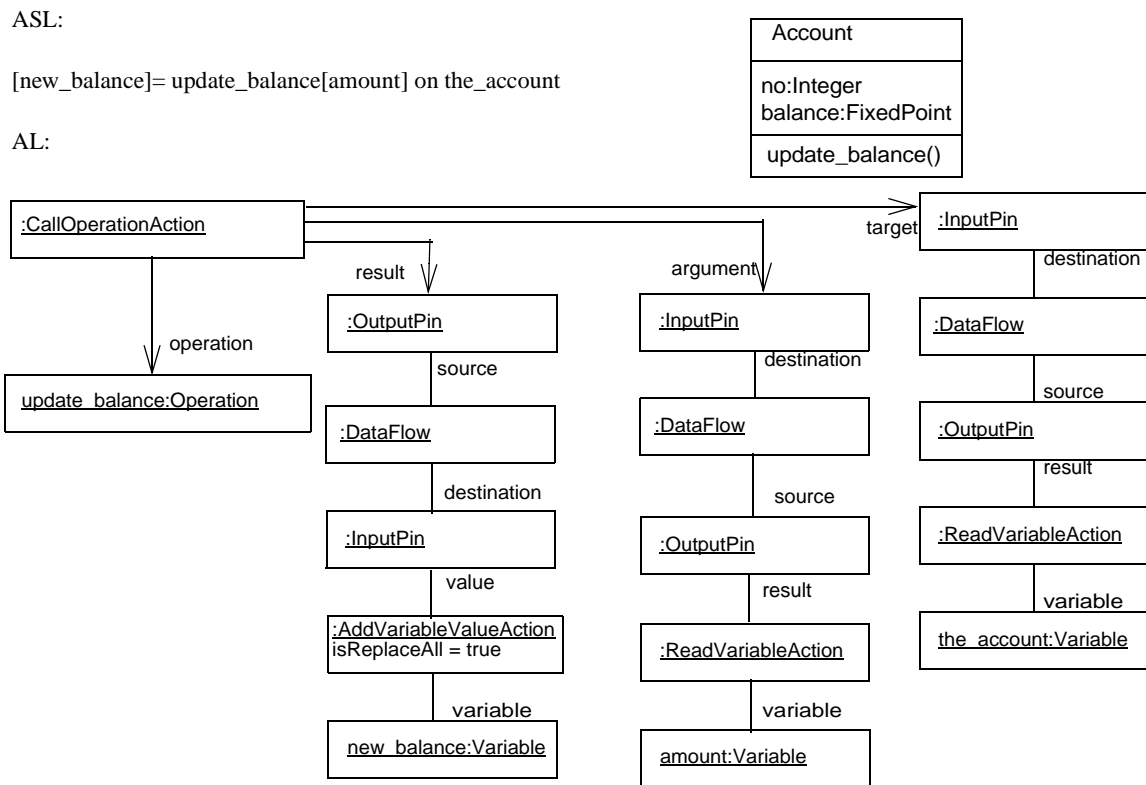 ASL:
[new_balance]= update_balance[amount] on the_account
AL:
Account
no:Integer
balance:FixedPoint
update_balance()
:CallOperationAction
operation
update_balance:Operation
result
:OutputPin
source
:DataFlow
destination
:InputPin
value
:AddVariableValueAction
isReplaceAll = true
variable
new_balance:Variable
argument
:InputPin
destination
:DataFlow
source
:OutputPin
result
:ReadVariableAction
variable
amount:Variable
target
:InputPin
destination
:DataFlow
source
:OutputPin
result
:ReadVariableAction
variable
the_account:Variable